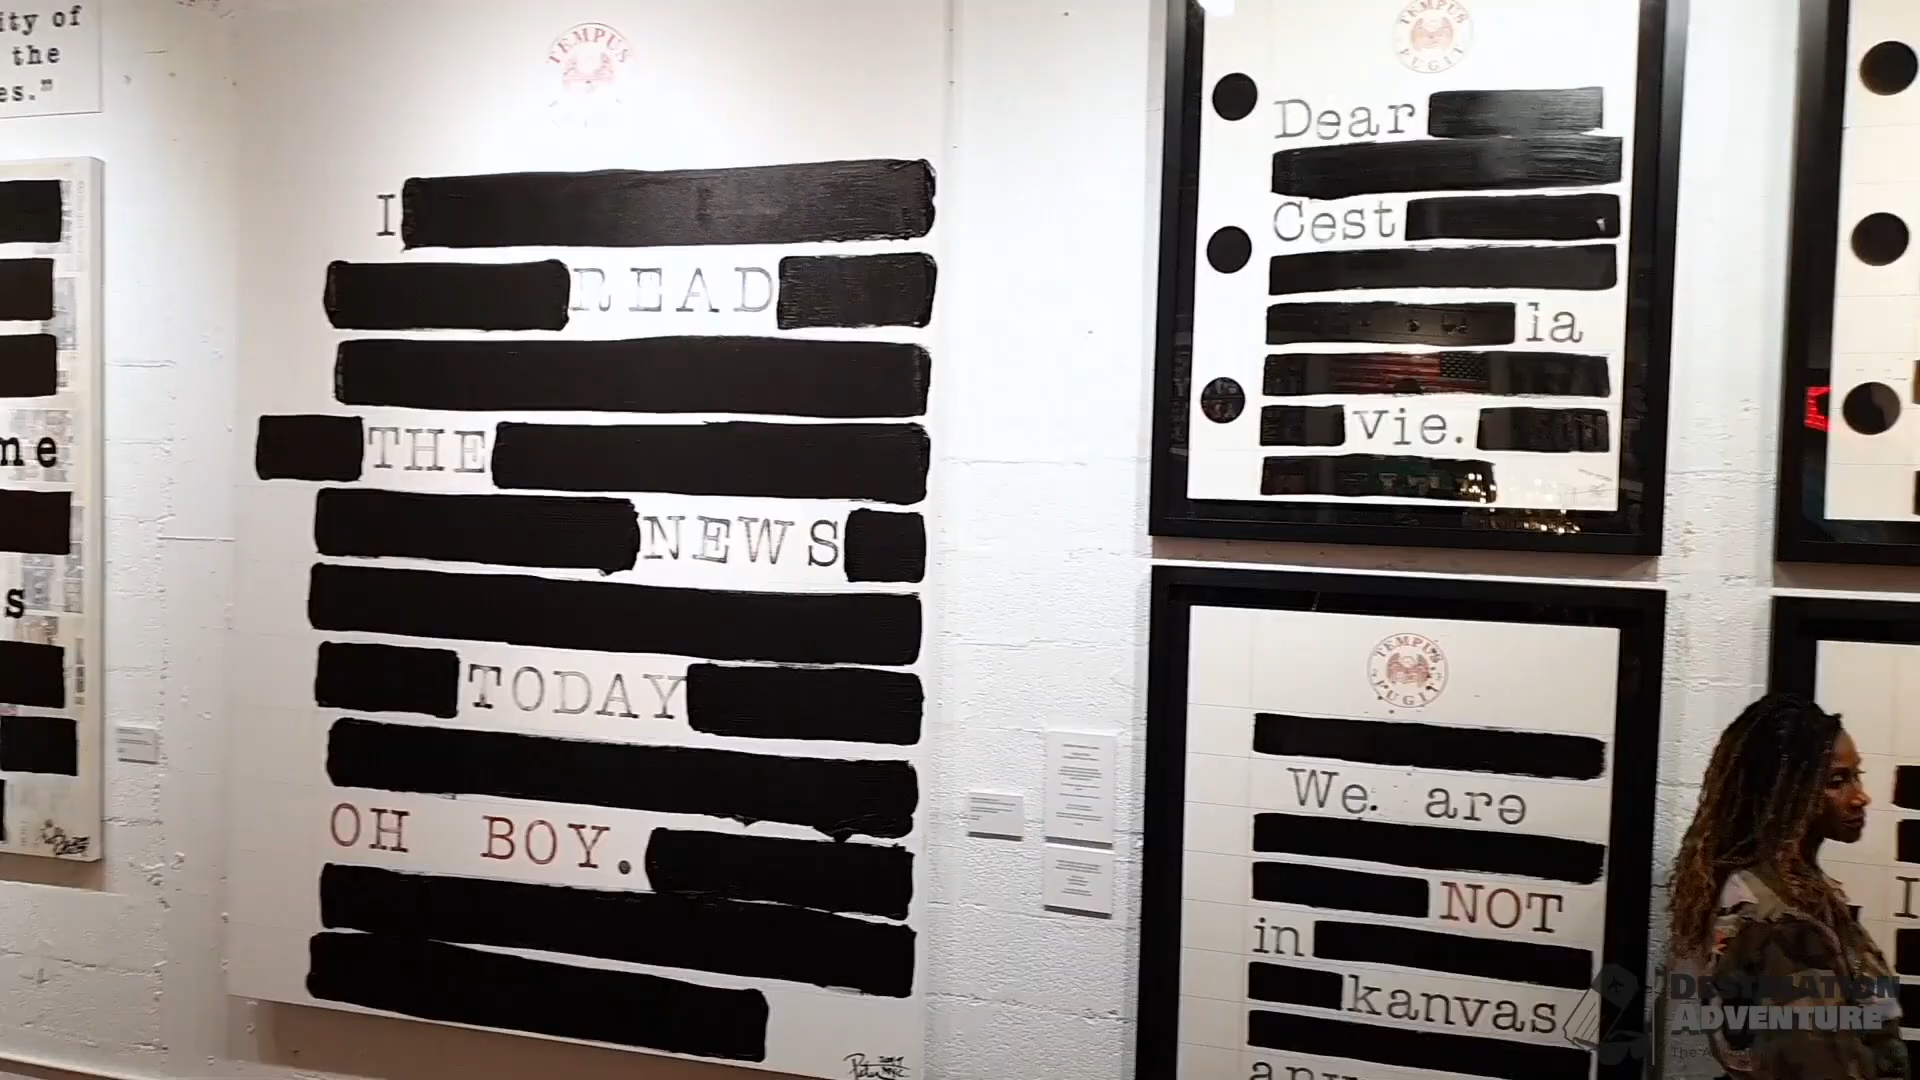 ity of
the
es."
me
s
TEMPUS
I
READ
THE
NEWS
TODAY
OH BOY.
TEMPUS
FUGIT
Dear
Cest
la
vie.
TEMPUS
FUGIT
We. arə
NOT
in
kanvas
DESTINATION
ADVENTURE